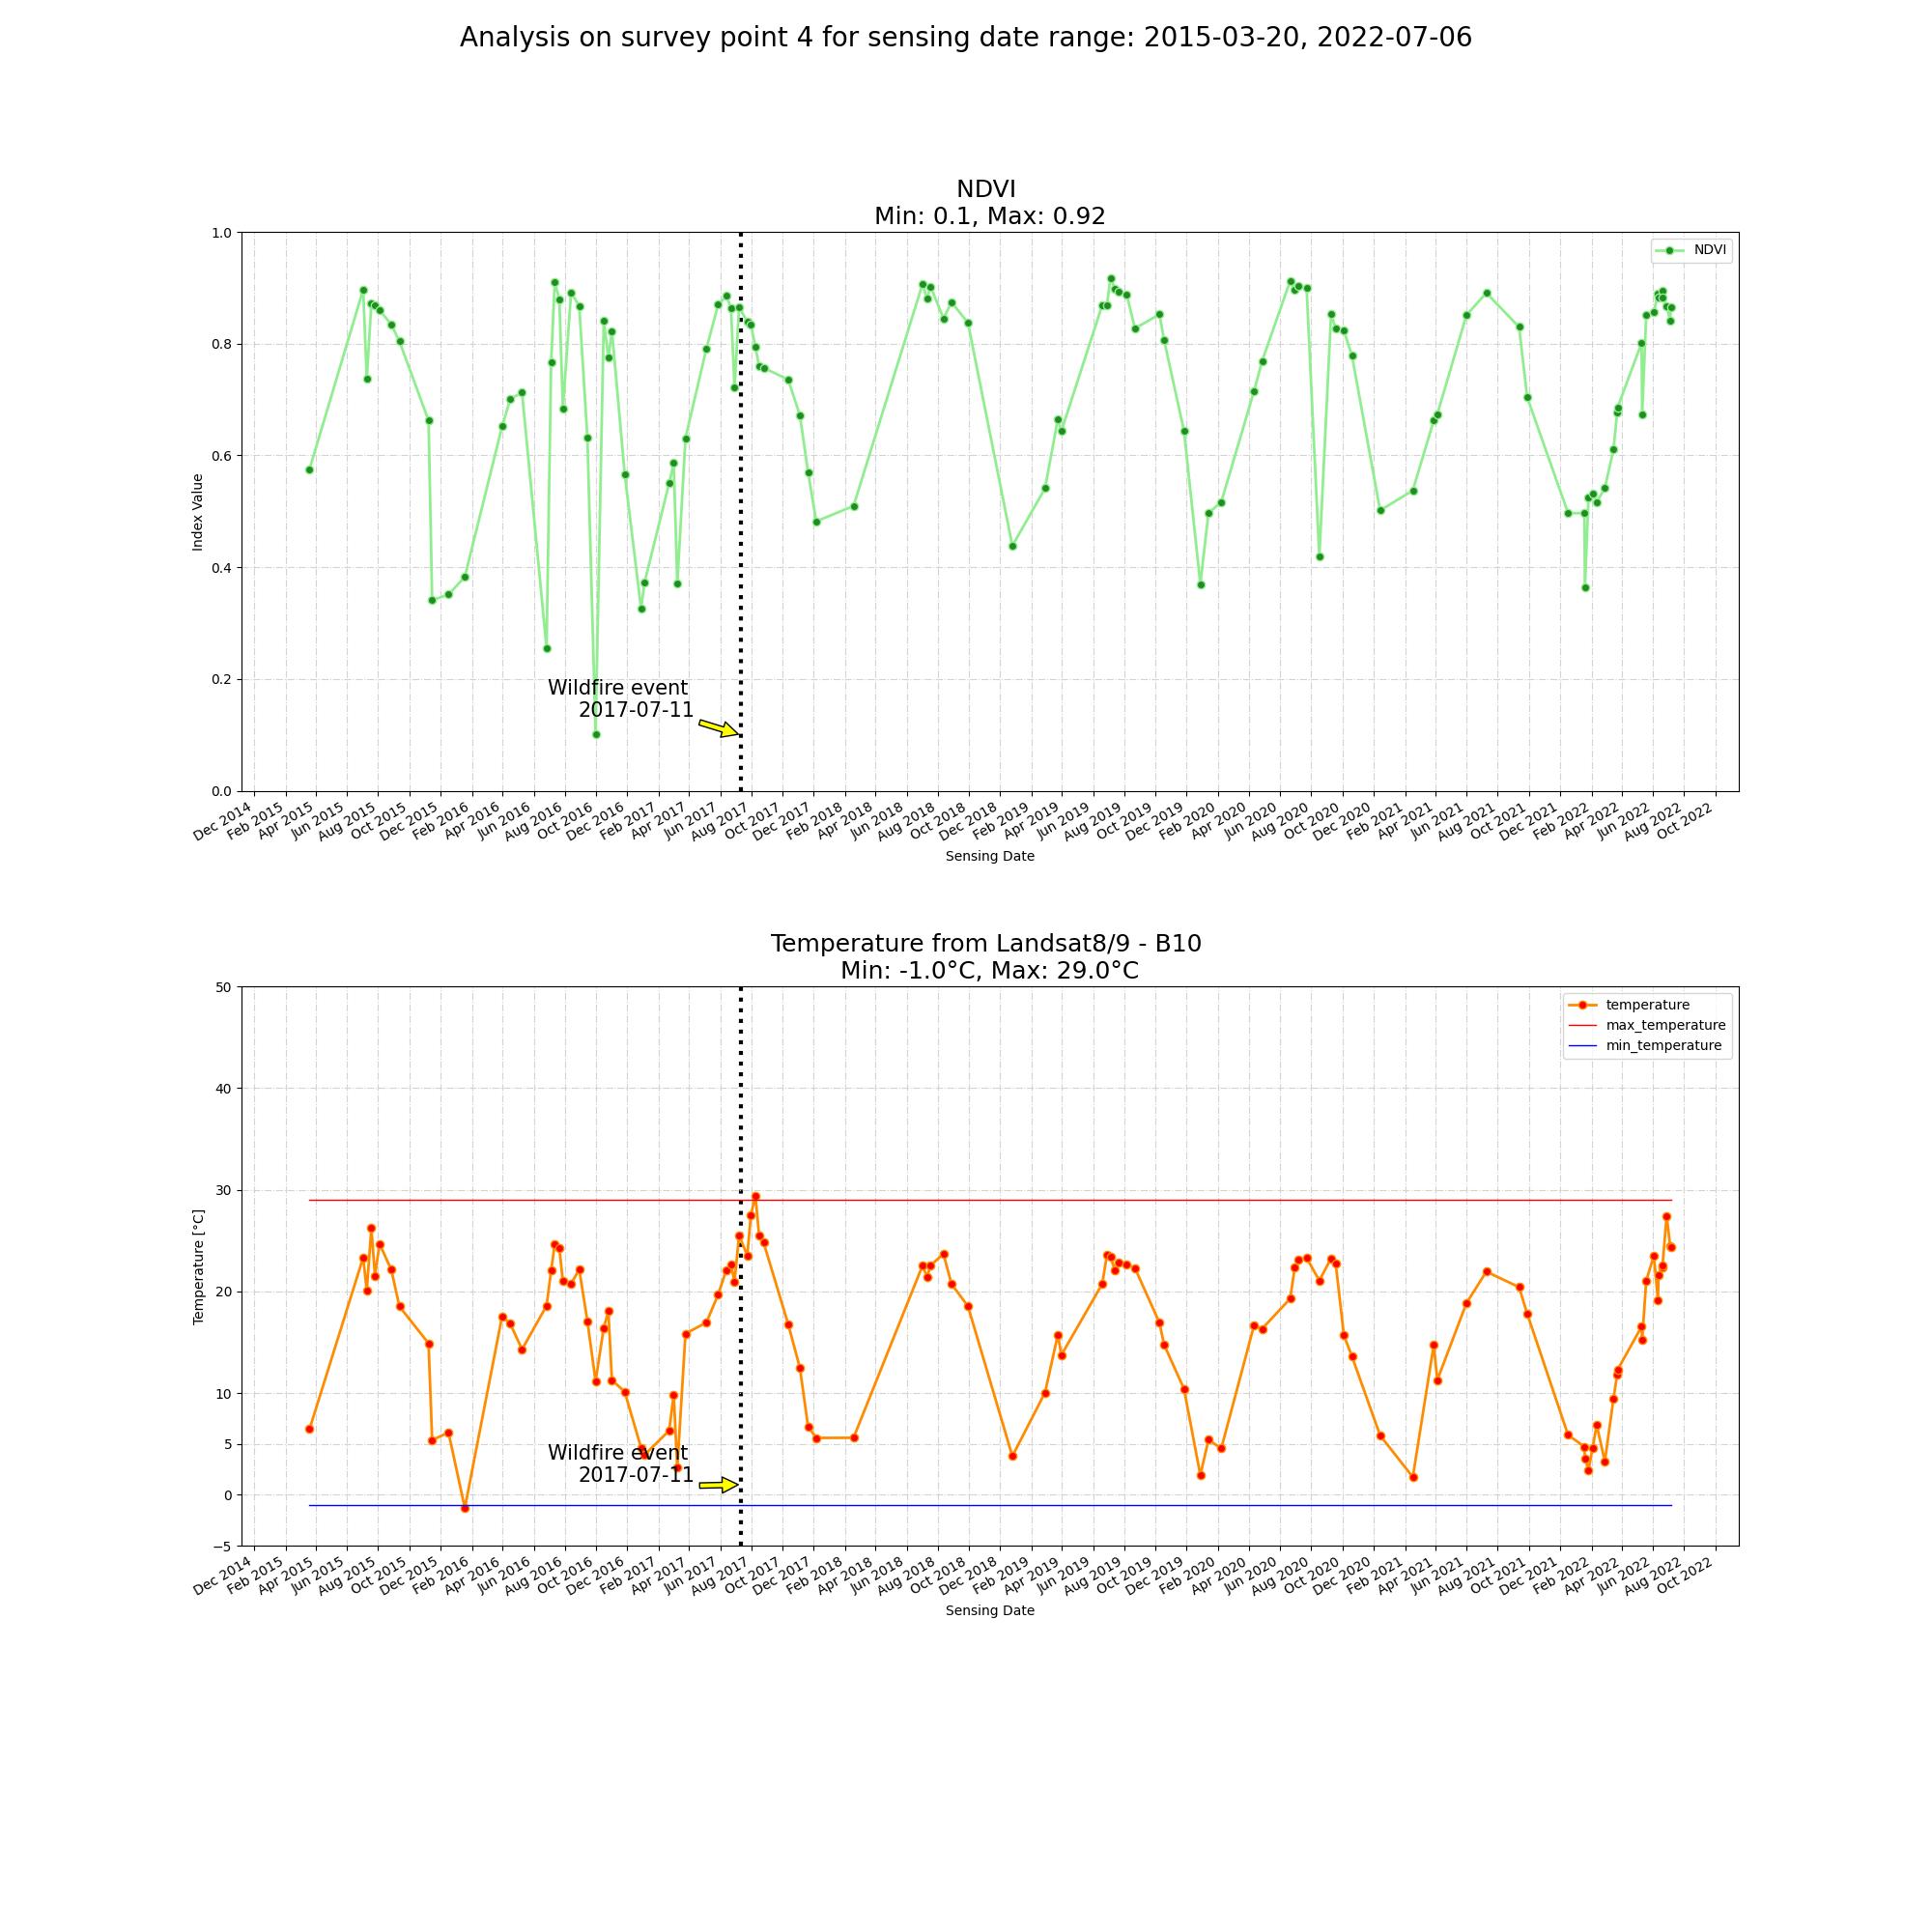 Analysis on survey point 4 for sensing date range: 2015-03-20, 2022-07-06
NDVI
Min: 0.1, Max: 0.92
1.0
0.8
0.6
0.4
0.2
0.0
Index Value
NDVI
Wildfire event
2017-07-11
Dec 2014
Feb 2015
Apr 2015
Jun 2015
Aug 2015
Oct 2015
Dec 2015
Feb 2016
Apr 2016
Jun 2016
Aug 2016
Oct 2016
Dec 2016
Feb 2017
Apr 2017
Jun 2017
Aug 2017
Oct 2017
Dec 2017
Feb 2018
Apr 2018
Jun 2018
Aug 2018
Oct 2018
Dec 2018
Feb 2019
Apr 2019
Jun 2019
Aug 2019
Oct 2019
Dec 2019
Feb 2020
Apr 2020
Jun 2020
Aug 2020
Oct 2020
Dec 2020
Feb 2021
Apr 2021
Jun 2021
Aug 2021
Oct 2021
Dec 2021
Feb 2022
Apr 2022
Jun 2022
Aug 2022
Oct 2022
Sensing Date
Temperature from Landsat8/9 - B10
Min: -1.0°C, Max: 29.0°C
50
40
30
20
10
5
0
−5
Temperature [°C]
temperature
max_temperature
min_temperature
Wildfire event
2017-07-11
Dec 2014
Feb 2015
Apr 2015
Jun 2015
Aug 2015
Oct 2015
Dec 2015
Feb 2016
Apr 2016
Jun 2016
Aug 2016
Oct 2016
Dec 2016
Feb 2017
Apr 2017
Jun 2017
Aug 2017
Oct 2017
Dec 2017
Feb 2018
Apr 2018
Jun 2018
Aug 2018
Oct 2018
Dec 2018
Feb 2019
Apr 2019
Jun 2019
Aug 2019
Oct 2019
Dec 2019
Feb 2020
Apr 2020
Jun 2020
Aug 2020
Oct 2020
Dec 2020
Feb 2021
Apr 2021
Jun 2021
Aug 2021
Oct 2021
Dec 2021
Feb 2022
Apr 2022
Jun 2022
Aug 2022
Oct 2022
Sensing Date